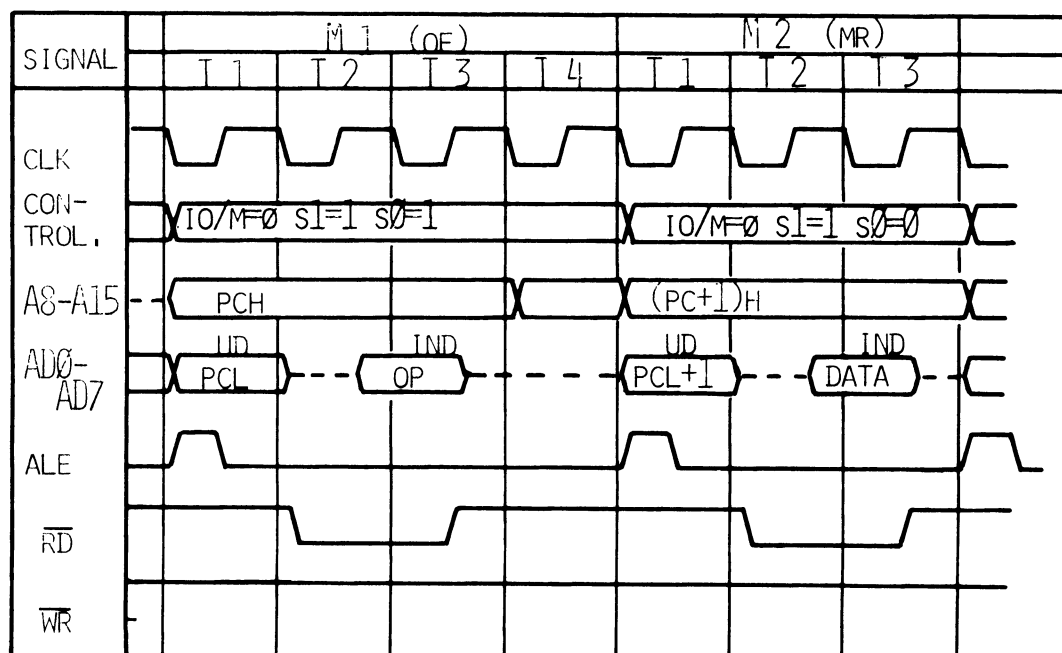 SIGNAL M 1 (OF) M 2 (MR)
T 1 T 2 T 3 T 4 T 1 T 2 T 3
CLK
CON-
TROL.
IO/M=Ø S1=1 SØ=1 IO/M=Ø S1=1 SØ=Ø
A8-A15 PCH (PC+1)H
UD IND UD IND
ADØ-
AD7
PCL OP PCL+1 DATA
ALE
RD
WR